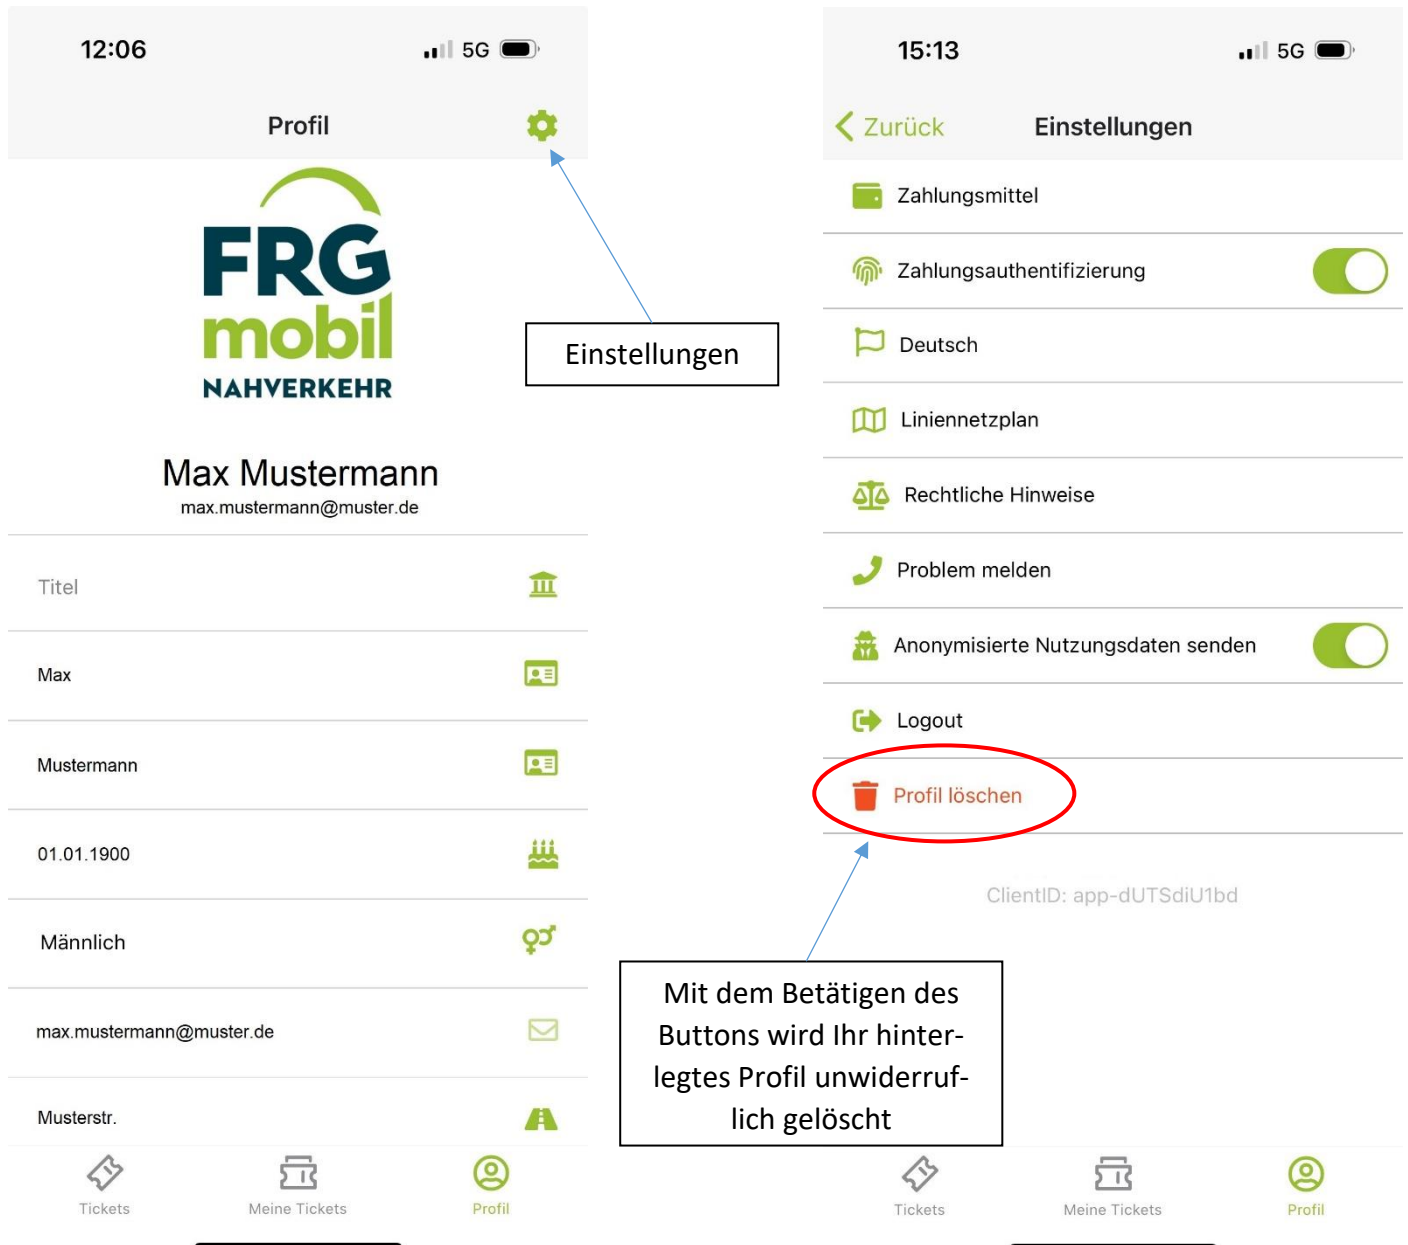 12:06
5G
Profil
FRG
mobil
NAHVERKEHR
Max Mustermann
max.mustermann@muster.de
Titel
Max
Mustermann
01.01.1900
Männlich
max.mustermann@muster.de
Musterstr.
Tickets
Meine Tickets
Profil
Einstellungen
15:13
5G
Zurück
Einstellungen
Zahlungsmittel
Zahlungsauthentifizierung
Deutsch
Liniennetzplan
Rechtliche Hinweise
Problem melden
Anonymisierte Nutzungsdaten senden
Logout
Profil löschen
ClientID: app-dUTSdiU1bd
Mit dem Betätigen des
Buttons wird Ihr hinter-
legtes Profil unwiderruf-
lich gelöscht
Tickets
Meine Tickets
Profil